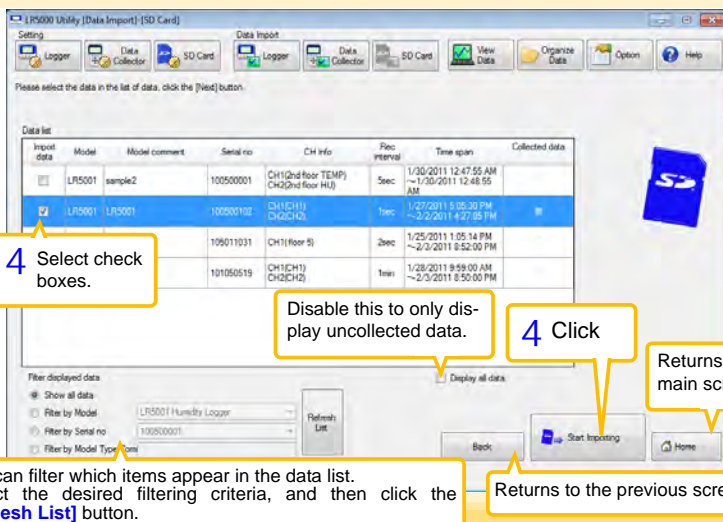 LR5000 Utility [Data Import]-[SD Card]
Setting
Data Import
Logger
Data Collector
SD Card
Logger
Data Collector
SD Card
View Data
Organize Data
Option
Help
Please select the data in the list of data, click the [Next] button.
Data list
Import data Model Model comment Serial no CH info Rec interval Time span Collected data
LR5001 sample2 100500001 CH1(2nd floor TEMP) CH2(2nd floor HU) 5sec 1/30/2011 12:47:55 AM ~1/30/2011 12:48:55 AM
LR5001 LR5001 100500102 CH1(CH1) CH2(CH2) 1sec 1/27/2011 5:05:30 PM ~2/2/2011 4:27:05 PM
105011031 CH1(floor 5) 2sec 1/25/2011 1:05:14 PM ~2/3/2011 8:52:00 PM
101050519 CH1(CH1) CH2(CH2) 1min 1/28/2011 9:59:00 AM ~2/3/2011 8:50:00 PM
SD
4 Select check
boxes.
Disable this to only dis-
play uncollected data.
4 Click
Returns
main sc
Filter displayed data
Display all data
Show all data
Filter by Model LR5001 Humidity Logger
Filter by Serial no 100500001
Filter by Model Type
Refresh List
Back
Start Importing
Home
can filter which items appear in the data list.
ct the desired filtering criteria, and then click the
esh List] button.
Returns to the previous scre